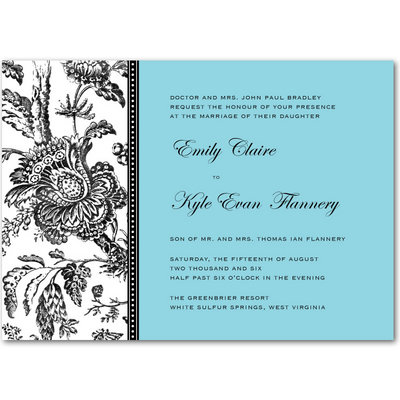 DOCTOR AND MRS. JOHN PAUL BRADLEY
REQUEST THE HONOUR OF YOUR PRESENCE
AT THE MARRIAGE OF THEIR DAUGHTER
Emily Claire
TO
Kyle Evan Flannery
SON OF MR. AND MRS. THOMAS IAN FLANNERY
SATURDAY, THE FIFTEENTH OF AUGUST
TWO THOUSAND AND SIX
HALF PAST SIX O'CLOCK IN THE EVENING
THE GREENBRIER RESORT
WHITE SULFUR SPRINGS, WEST VIRGINIA